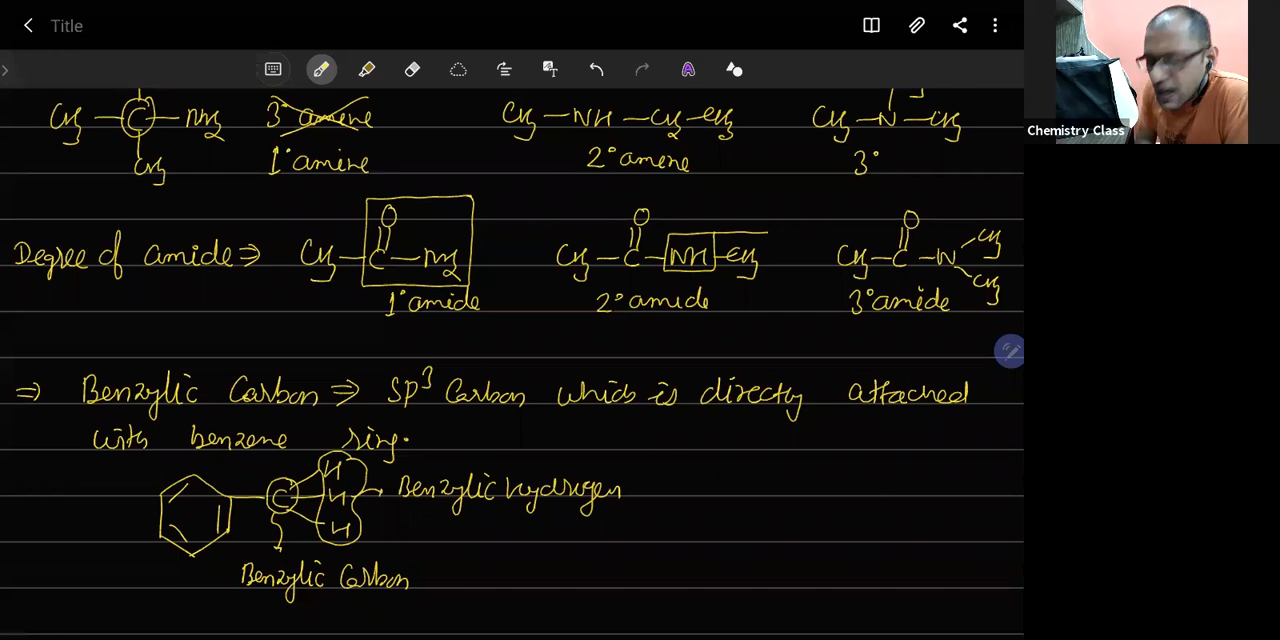 Title
Chemistry Class
CH3 — C — NH2 3° amine CH3 — NH — CH2 — CH3 CH3 — N — CH3
CH3 1° amine 2° amine 3°
O O O
Degree of amide ⇒ CH3 — C — NH2 CH3 — C — NH — CH3 CH3 — C — N CH3 CH3
1° amide 2° amide 3° amide
⇒ Benzylic Carbon ⇒ SP3 Carbon which is directly attached
with benzene ring.
C H H H → Benzylic hydrogen
Benzylic Carbon